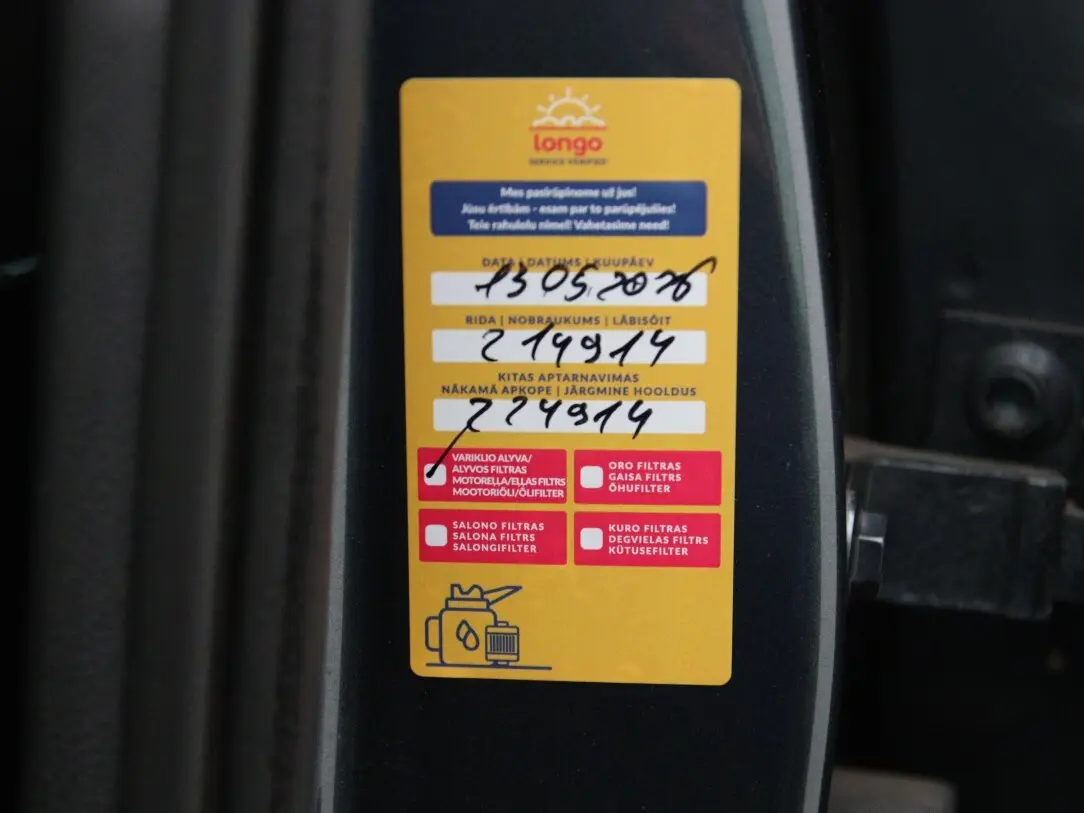 longo
SERVICE VERIFIED
Mes pasirūpinome už jus!
Jūsu ērtībām - esam par to parūpējušies!
Teie rahulolu nimel! Vahetasime need!
DATA | DATUMS | KUUPÄEV
13 05. 2026
RIDA | NOBRAUKUMS | LÄBISÕIT
214914
KITAS APTARNAVIMAS
NĀKAMĀ APKOPE | JÄRGMINE HOOLDUS
224914
VARIKLIO ALYVA/
ALYVOS FILTRAS
MOTOREĻĻA/EĻĻAS FILTRS
MOOTORIÕLI/ÕLIFILTER
ORO FILTRAS
GAISA FILTRS
ÕHUFILTER
SALONO FILTRAS
SALONA FILTRS
SALONGIFILTER
KURO FILTRAS
DEGVIELAS FILTRS
KÜTUSEFILTER